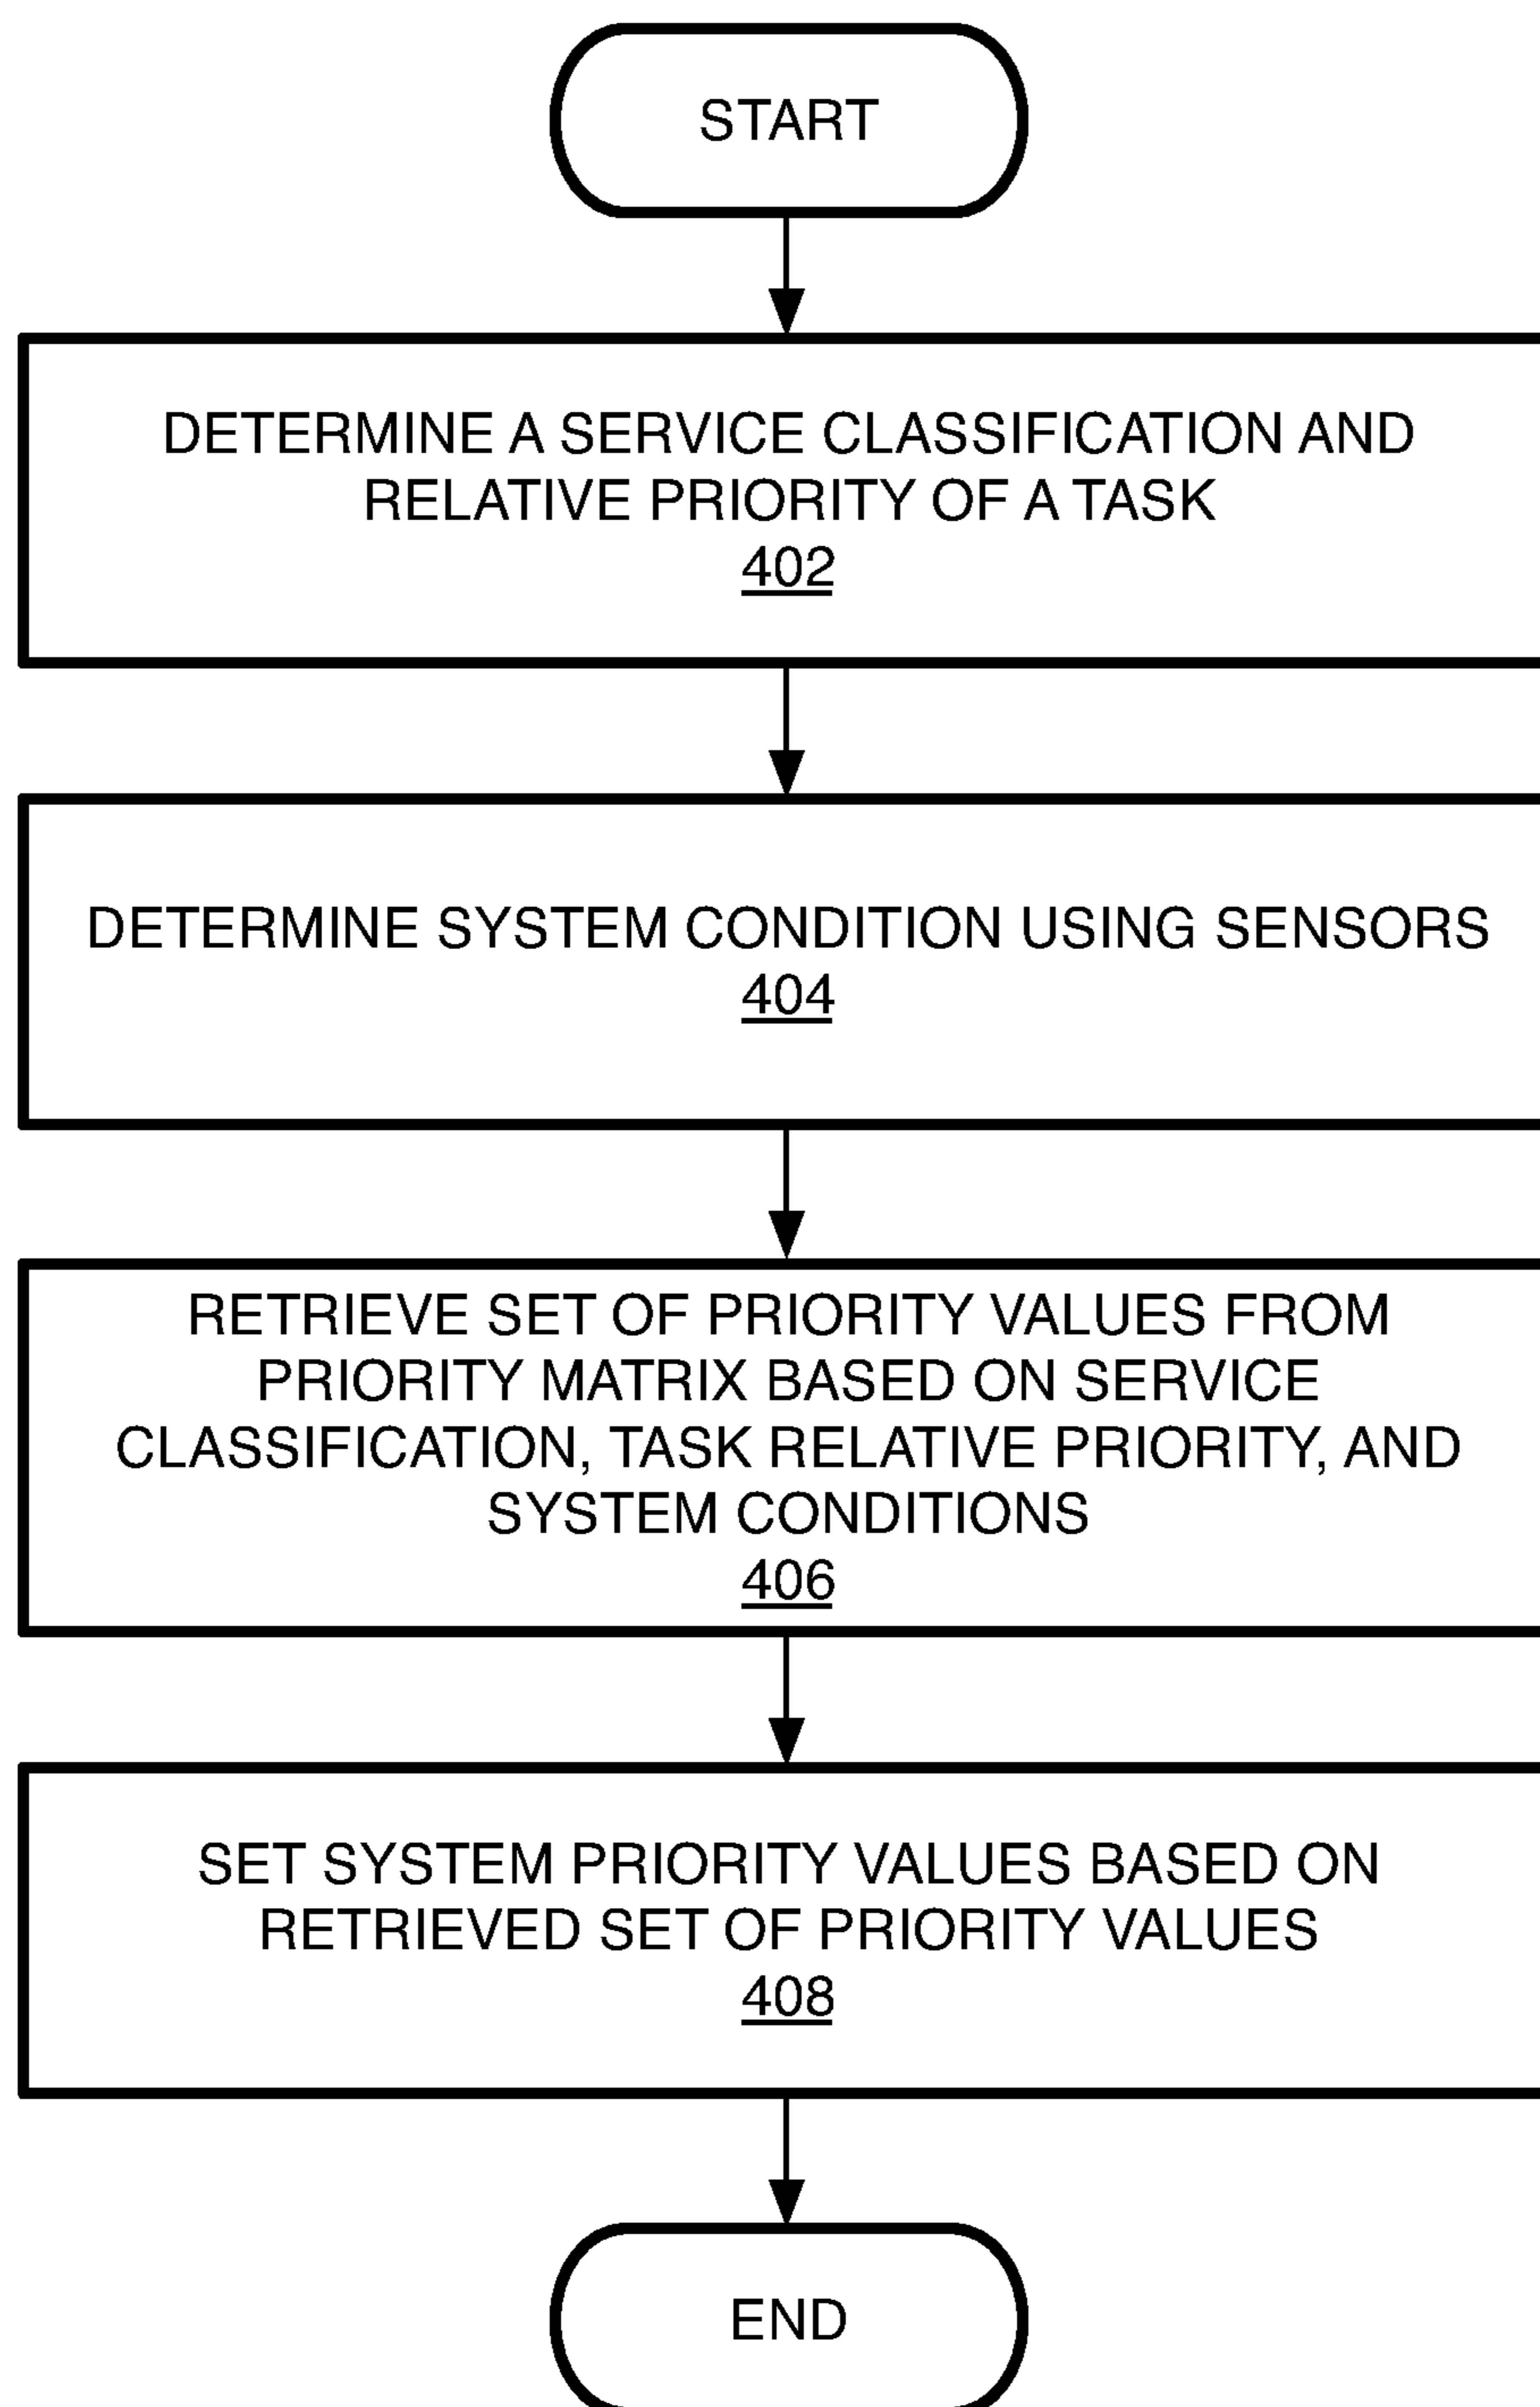 START
DETERMINE A SERVICE CLASSIFICATION AND
RELATIVE PRIORITY OF A TASK
402
DETERMINE SYSTEM CONDITION USING SENSORS
404
RETRIEVE SET OF PRIORITY VALUES FROM
PRIORITY MATRIX BASED ON SERVICE
CLASSIFICATION, TASK RELATIVE PRIORITY, AND
SYSTEM CONDITIONS
406
SET SYSTEM PRIORITY VALUES BASED ON
RETRIEVED SET OF PRIORITY VALUES
408
END